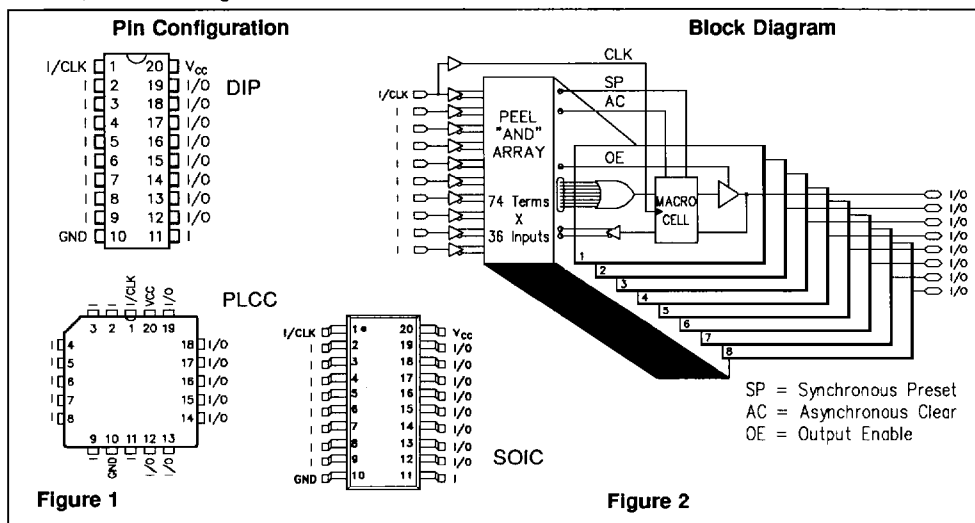 Pin Configuration
I/CLK 1 20 VCC
I 2 19 I/O
I 3 18 I/O
I 4 17 I/O
I 5 16 I/O
I 6 15 I/O
I 7 14 I/O
I 8 13 I/O
I 9 12 I/O
GND 10 11 I
DIP
PLCC
I I I/CLK VCC I/O
3 2 1 20 19
I 4 18 I/O
I 5 17 I/O
I 6 16 I/O
I 7 15 I/O
I 8 14 I/O
9 10 11 12 13
I GND I I/O I/O
I/CLK 1 20 VCC
I 2 19 I/O
I 3 18 I/O
I 4 17 I/O
I 5 16 I/O
I 6 15 I/O
I 7 14 I/O
I 8 13 I/O
I 9 12 I/O
GND 10 11 I
SOIC
Figure 1
Block Diagram
CLK
SP
AC
OE
I/CLK
I
I
I
I
I
I
I
I
I
PEEL
"AND"
ARRAY
74 Terms
X
36 Inputs
MACRO
CELL
1
2
3
4
5
6
7
8
I/O
I/O
I/O
I/O
I/O
I/O
I/O
SP = Synchronous Preset
AC = Asynchronous Clear
OE = Output Enable
Figure 2